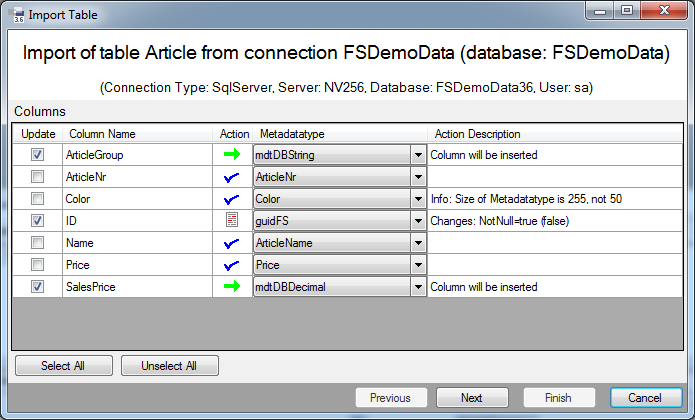 3.6 Import Table
Import of table Article from connection FSDemoData (database: FSDemoData)
(Connection Type: SqlServer, Server: NV256, Database: FSDemoData36, User: sa)
Columns
Update Column Name Action Metadatatype Action Description
ArticleGroup mdtDBString Column will be inserted
ArticleNr ArticleNr
Color Color Info: Size of Metadatatype is 255, not 50
ID guidFS Changes: NotNull=true (false)
Name ArticleName
Price Price
SalesPrice mdtDBDecimal Column will be inserted
Select All Unselect All
Previous Next Finish Cancel